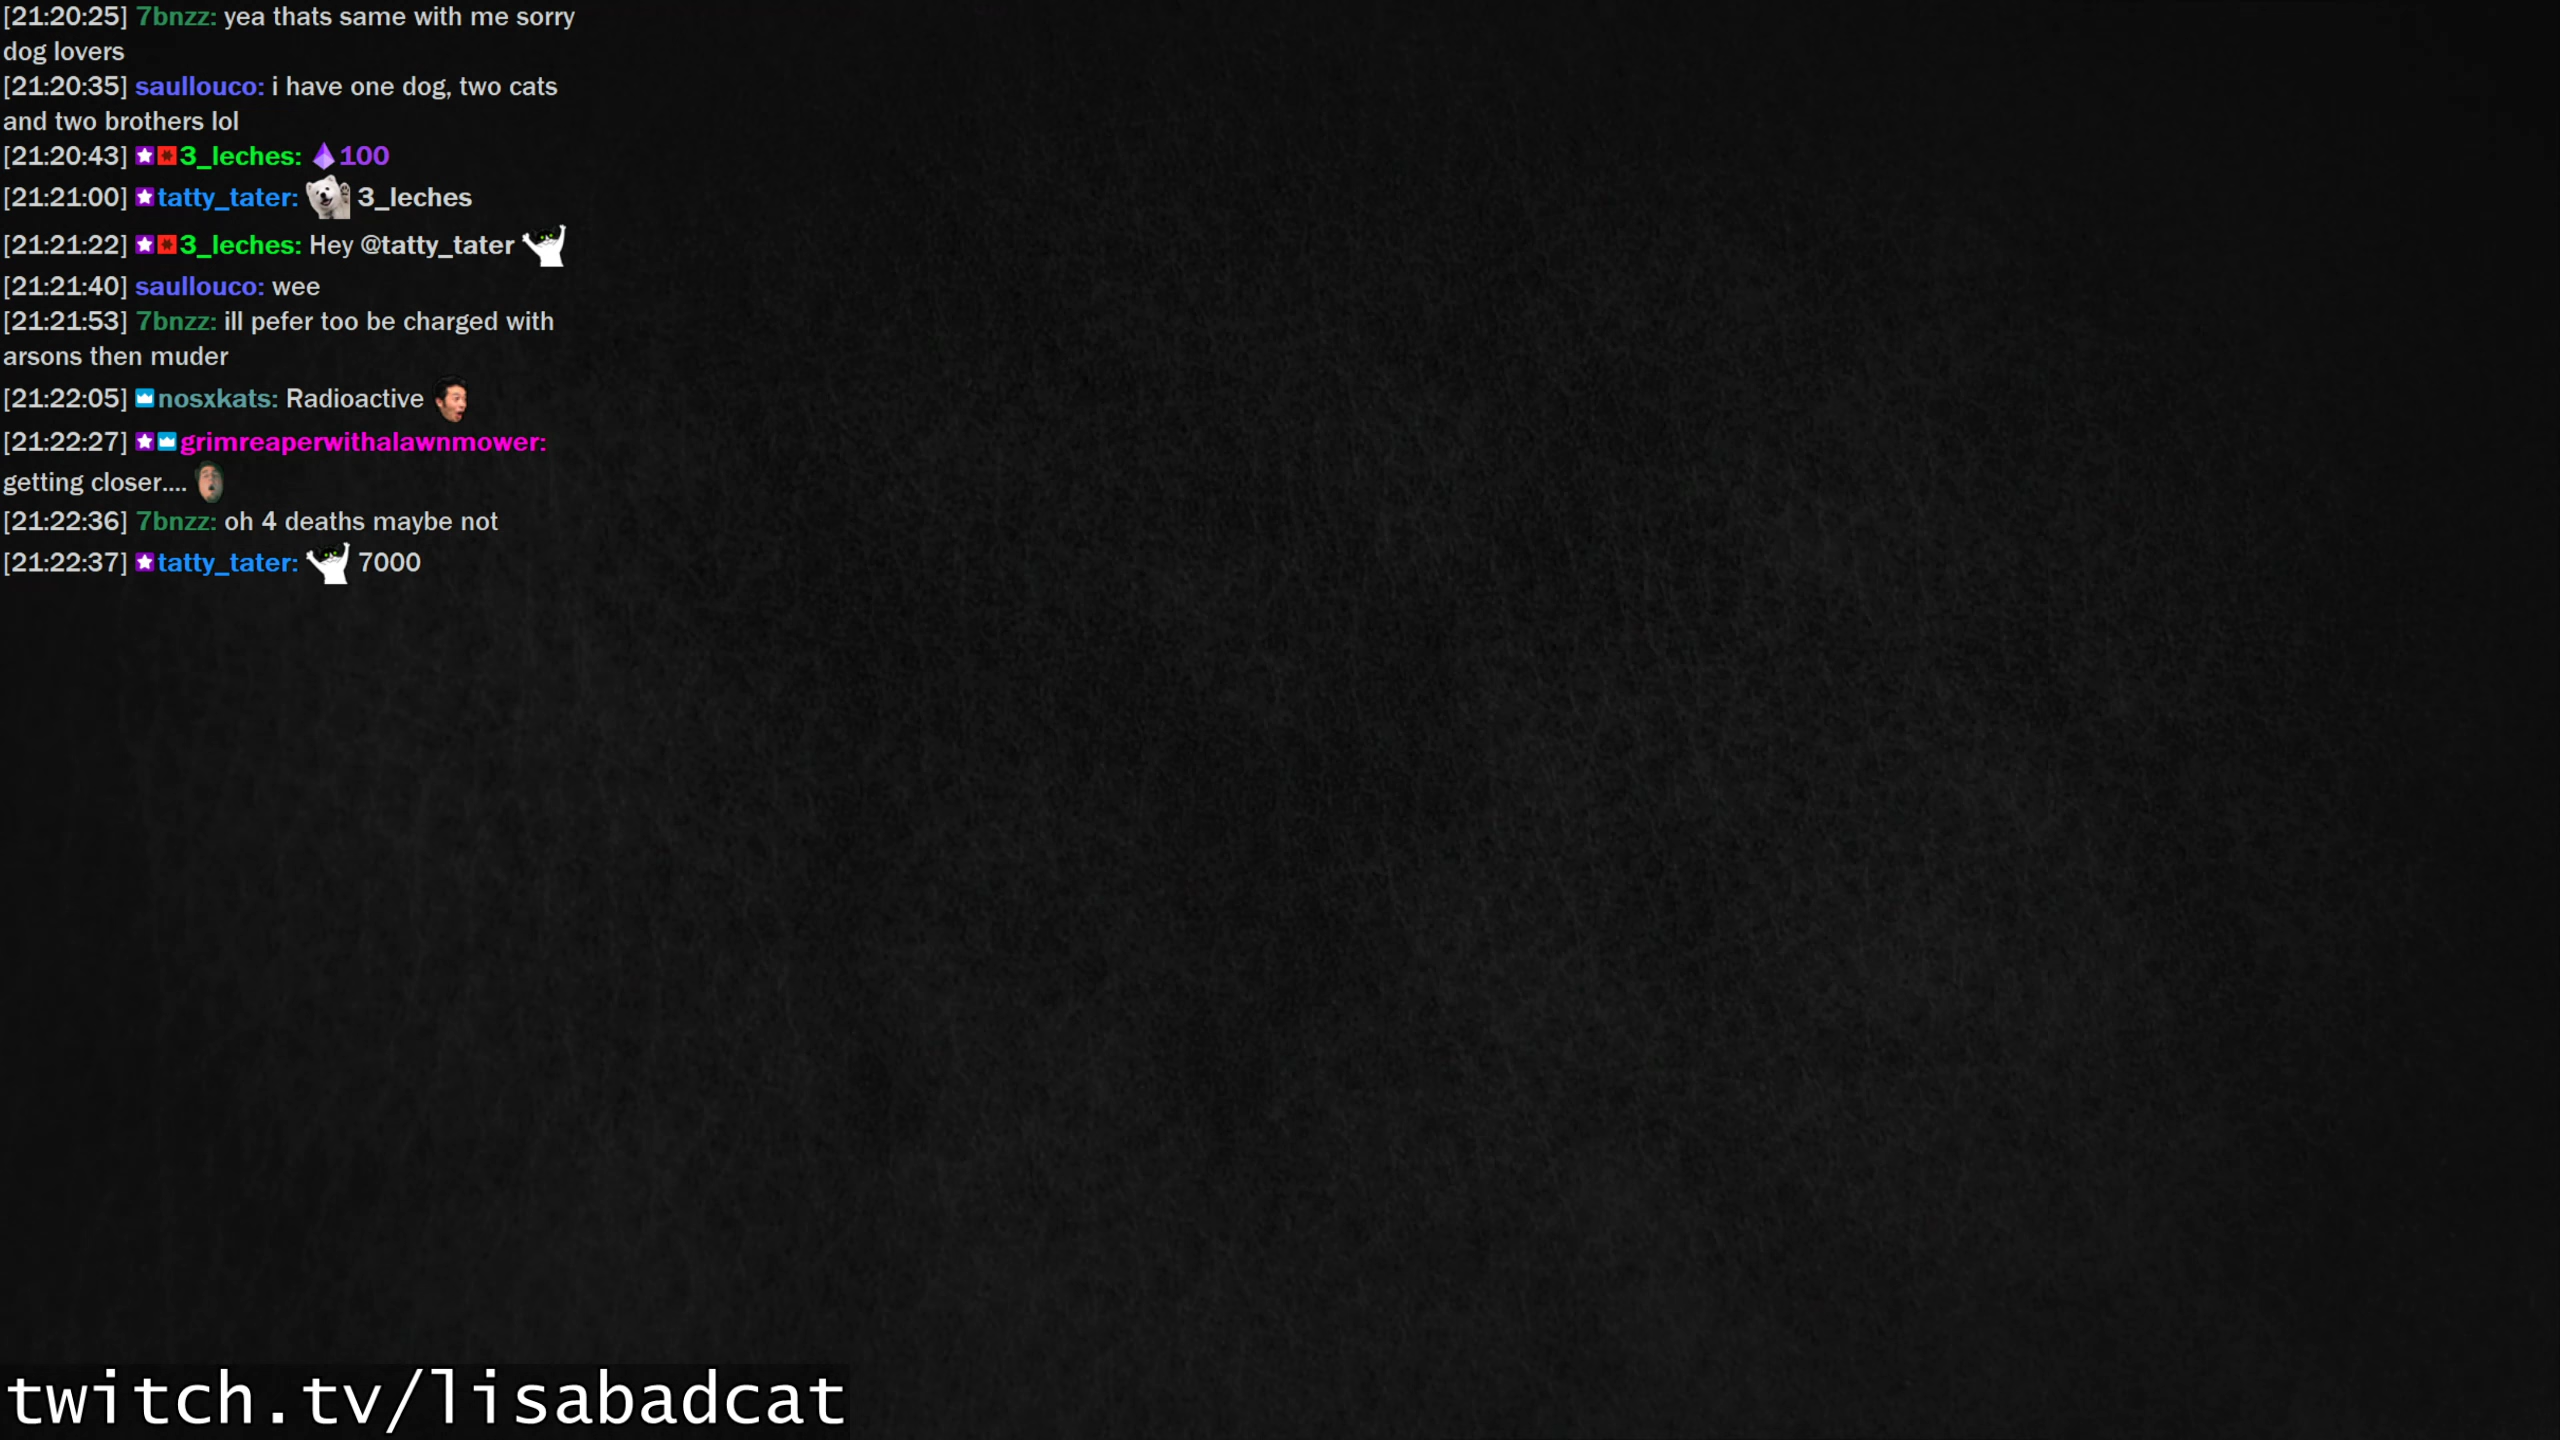 [21:20:25] 7bnzz: yea thats same with me sorry
dog lovers
[21:20:35] saullouco: i have one dog, two cats
and two brothers lol
[21:20:43] 3_leches: 100
[21:21:00] tatty_tater: 3_leches
[21:21:22] 3_leches: Hey @tatty_tater
[21:21:40] saullouco: wee
[21:21:53] 7bnzz: ill pefer too be charged with
arsons then muder
[21:22:05] nosxkats: Radioactive
[21:22:27] grimreaperwithalawnmower:
getting closer....
[21:22:36] 7bnzz: oh 4 deaths maybe not
[21:22:37] tatty_tater: 7000
twitch.tv/lisabadcat